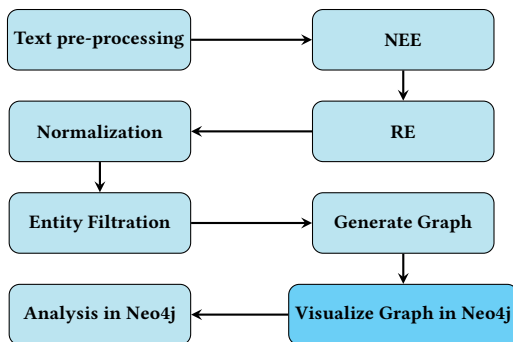 Text pre-processing
NEE
RE
Normalization
Entity Filtration
Generate Graph
Visualize Graph in Neo4j
Analysis in Neo4j